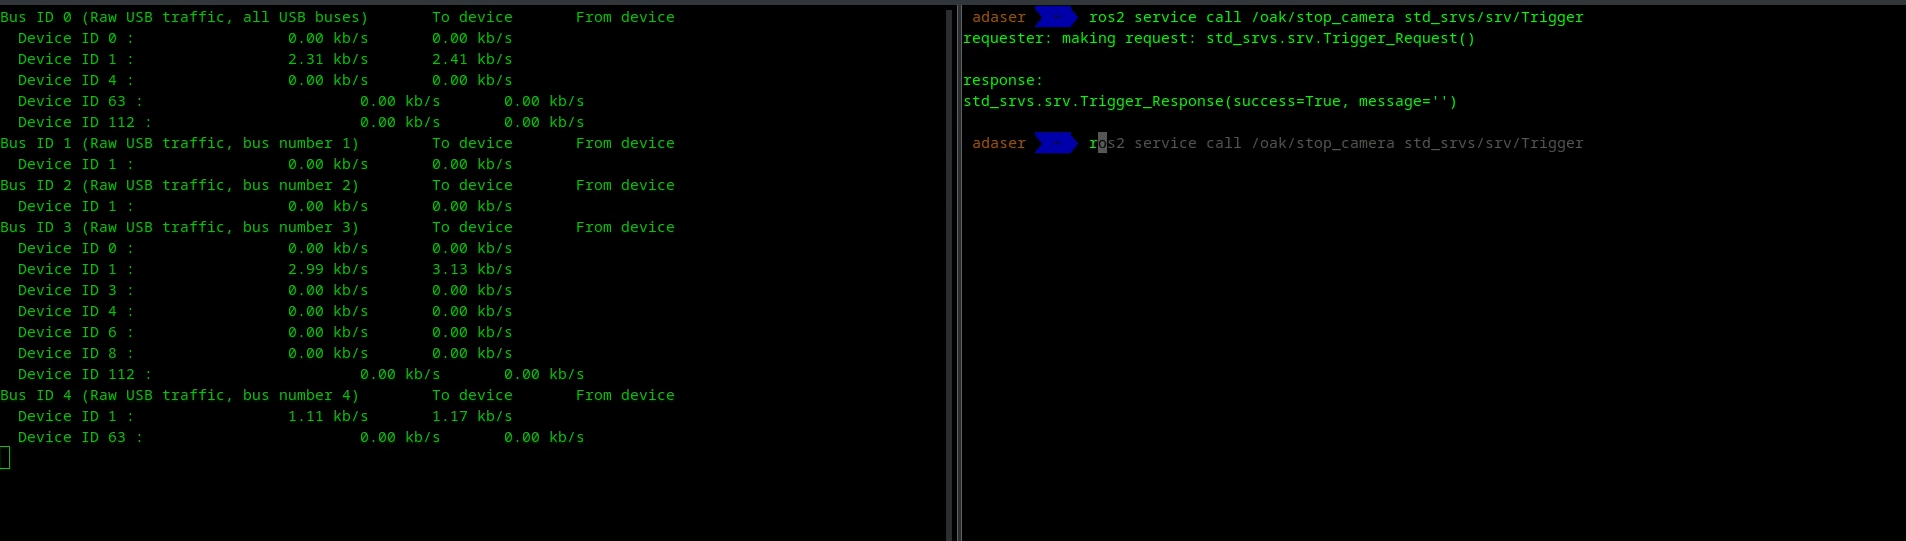 Bus ID 0 (Raw USB traffic, all USB buses) To device From device
Device ID 0 : 0.00 kb/s 0.00 kb/s
Device ID 1 : 2.31 kb/s 2.41 kb/s
Device ID 4 : 0.00 kb/s 0.00 kb/s
Device ID 63 : 0.00 kb/s 0.00 kb/s
Device ID 112 : 0.00 kb/s 0.00 kb/s
Bus ID 1 (Raw USB traffic, bus number 1) To device From device
Device ID 1 : 0.00 kb/s 0.00 kb/s
Bus ID 2 (Raw USB traffic, bus number 2) To device From device
Device ID 1 : 0.00 kb/s 0.00 kb/s
Bus ID 3 (Raw USB traffic, bus number 3) To device From device
Device ID 0 : 0.00 kb/s 0.00 kb/s
Device ID 1 : 2.99 kb/s 3.13 kb/s
Device ID 3 : 0.00 kb/s 0.00 kb/s
Device ID 4 : 0.00 kb/s 0.00 kb/s
Device ID 6 : 0.00 kb/s 0.00 kb/s
Device ID 8 : 0.00 kb/s 0.00 kb/s
Device ID 112 : 0.00 kb/s 0.00 kb/s
Bus ID 4 (Raw USB traffic, bus number 4) To device From device
Device ID 1 : 1.11 kb/s 1.17 kb/s
Device ID 63 : 0.00 kb/s 0.00 kb/s
adaser ros2 service call /oak/stop_camera std_srvs/srv/Trigger
requester: making request: std_srvs.srv.Trigger_Request()
response:
std_srvs.srv.Trigger_Response(success=True, message='')
adaser ros2 service call /oak/stop_camera std_srvs/srv/Trigger